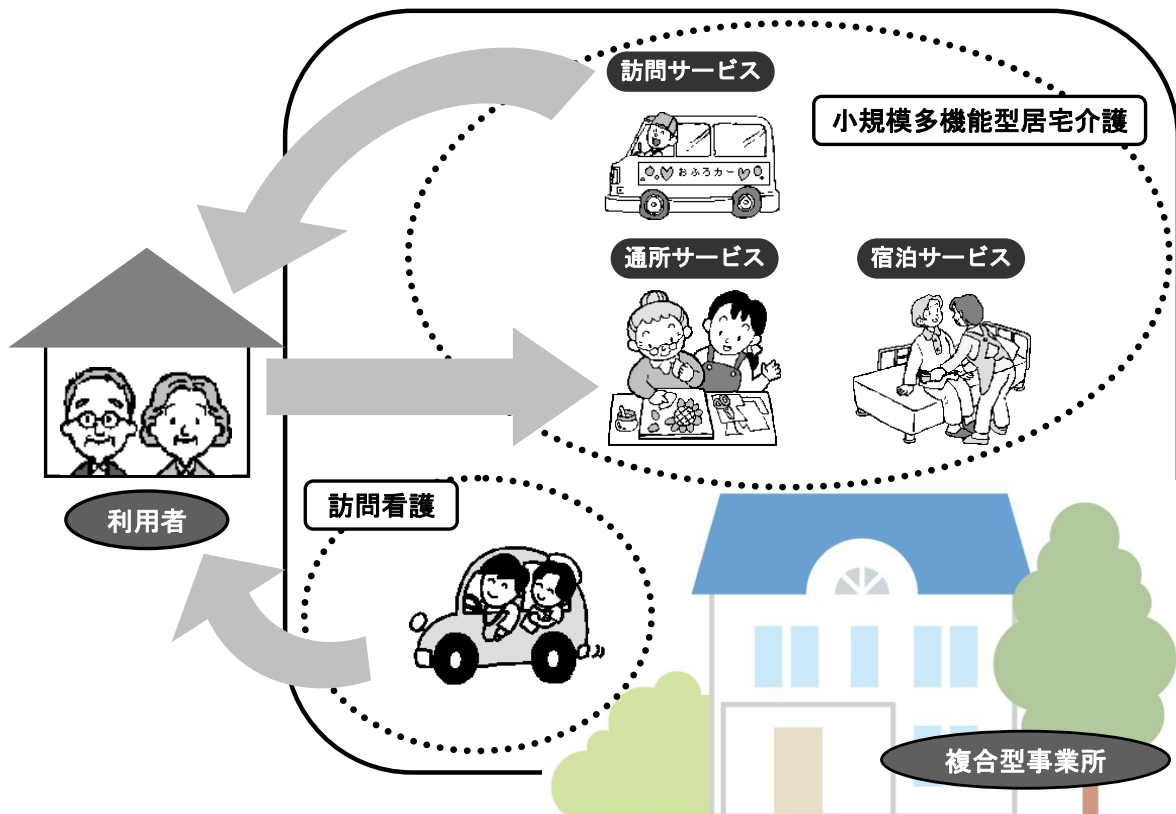 訪問サービス
小規模多機能型居宅介護
おふろカー
通所サービス
宿泊サービス
訪問看護
利用者
複合型事業所